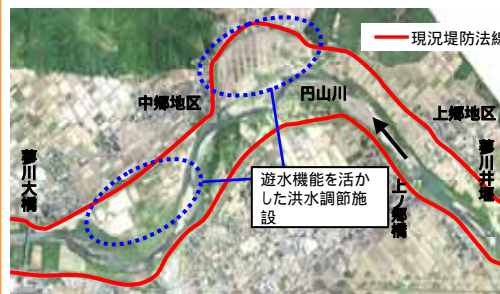 現況堤防法線
円山川
中郷地区
上郷地区
蓼川大橋
蓼川井堰
上ノ郷橋
遊水機能を活か
した洪水調節施
設